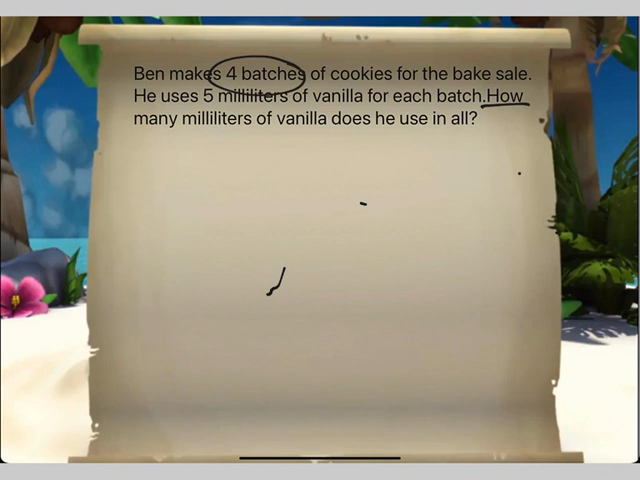 Ben makes 4 batches of cookies for the bake sale.
He uses 5 milliliters of vanilla for each batch.How
many milliliters of vanilla does he use in all?